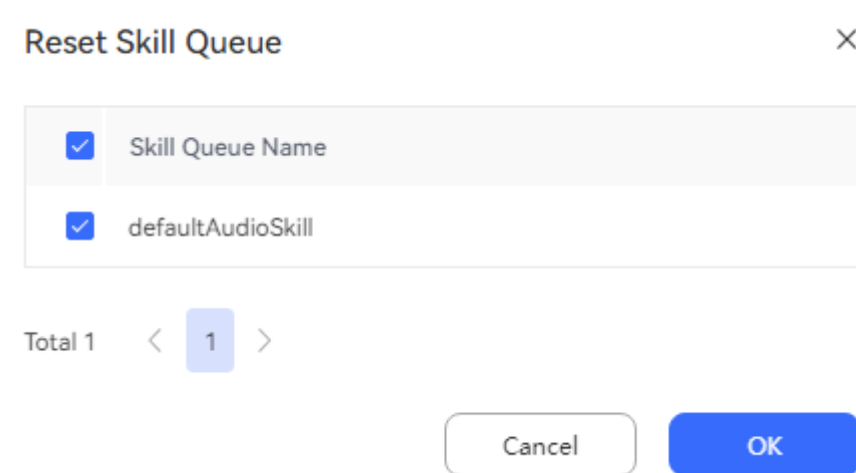 Reset Skill Queue
Skill Queue Name
defaultAudioSkill
Total 1 1
Cancel OK